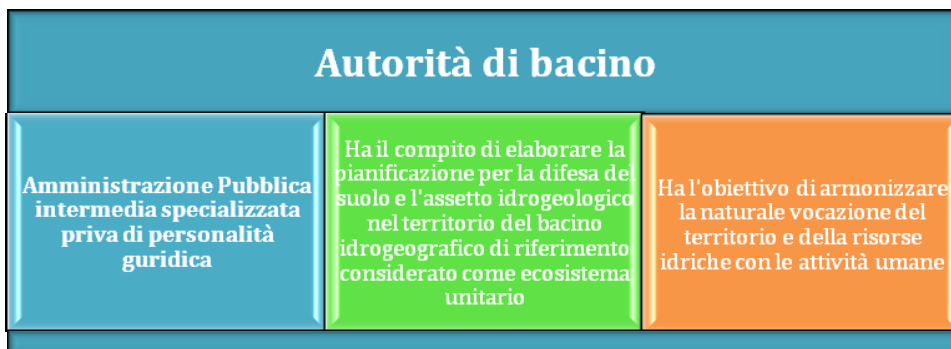 Autorità di bacino
Amministrazione Pubblica
intermedia specializzata
priva di personalità
guridica
Ha il compito di elaborare la
pianificazione per la difesa del
suolo e l'assetto idrogeologico
nel territorio del bacino
idrogeografico di riferimento
considerato come ecosistema
unitario
Ha l'obiettivo di armonizzare
la naturale vocazione del
territorio e della risorse
idriche con le attività umane